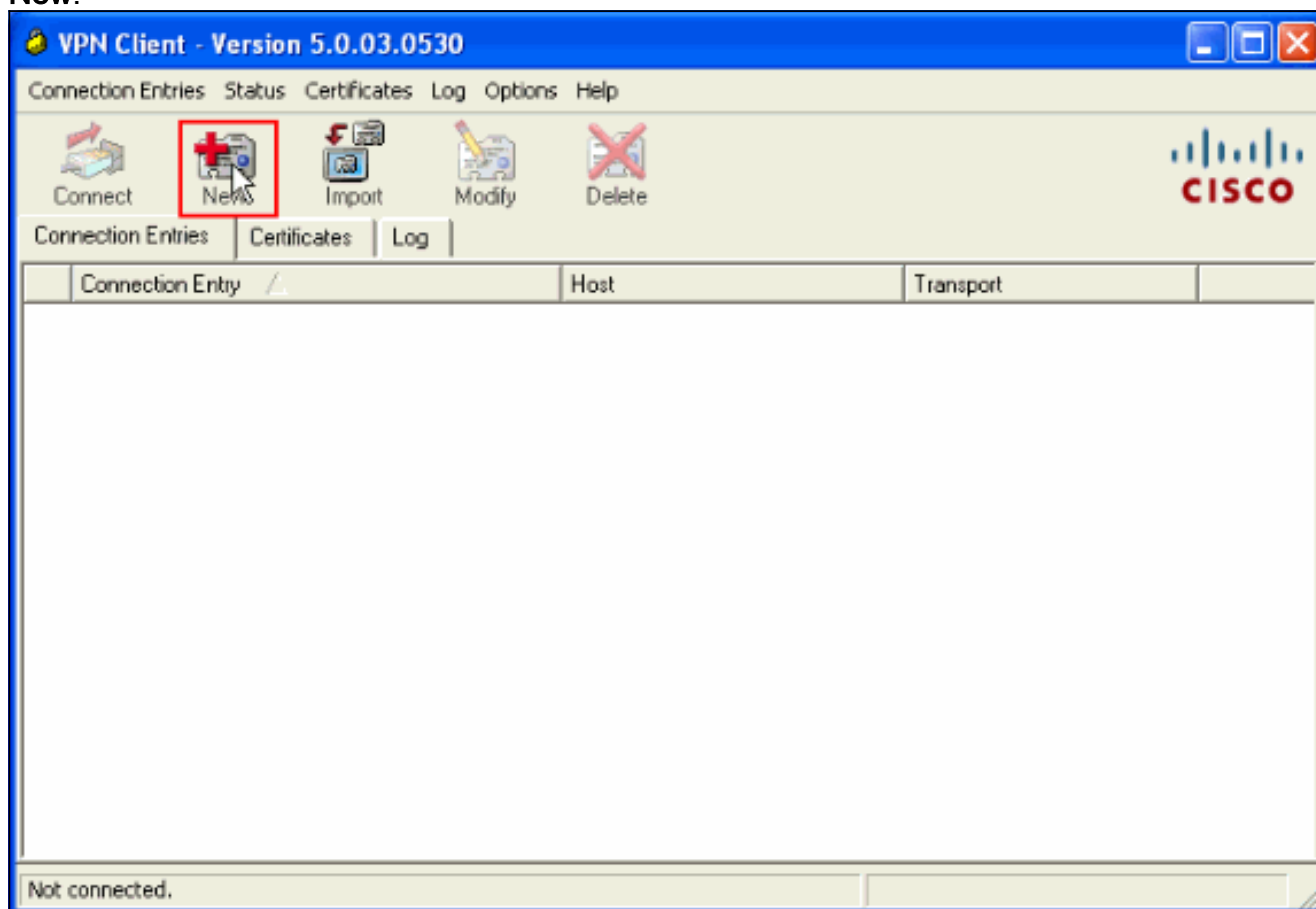 New.
VPN Client - Version 5.0.03.0530
Connection Entries Status Certificates Log Options Help
Connect New Import Modify Delete
CISCO
Connection Entries Certificates Log
Connection Entry Host Transport
Not connected.